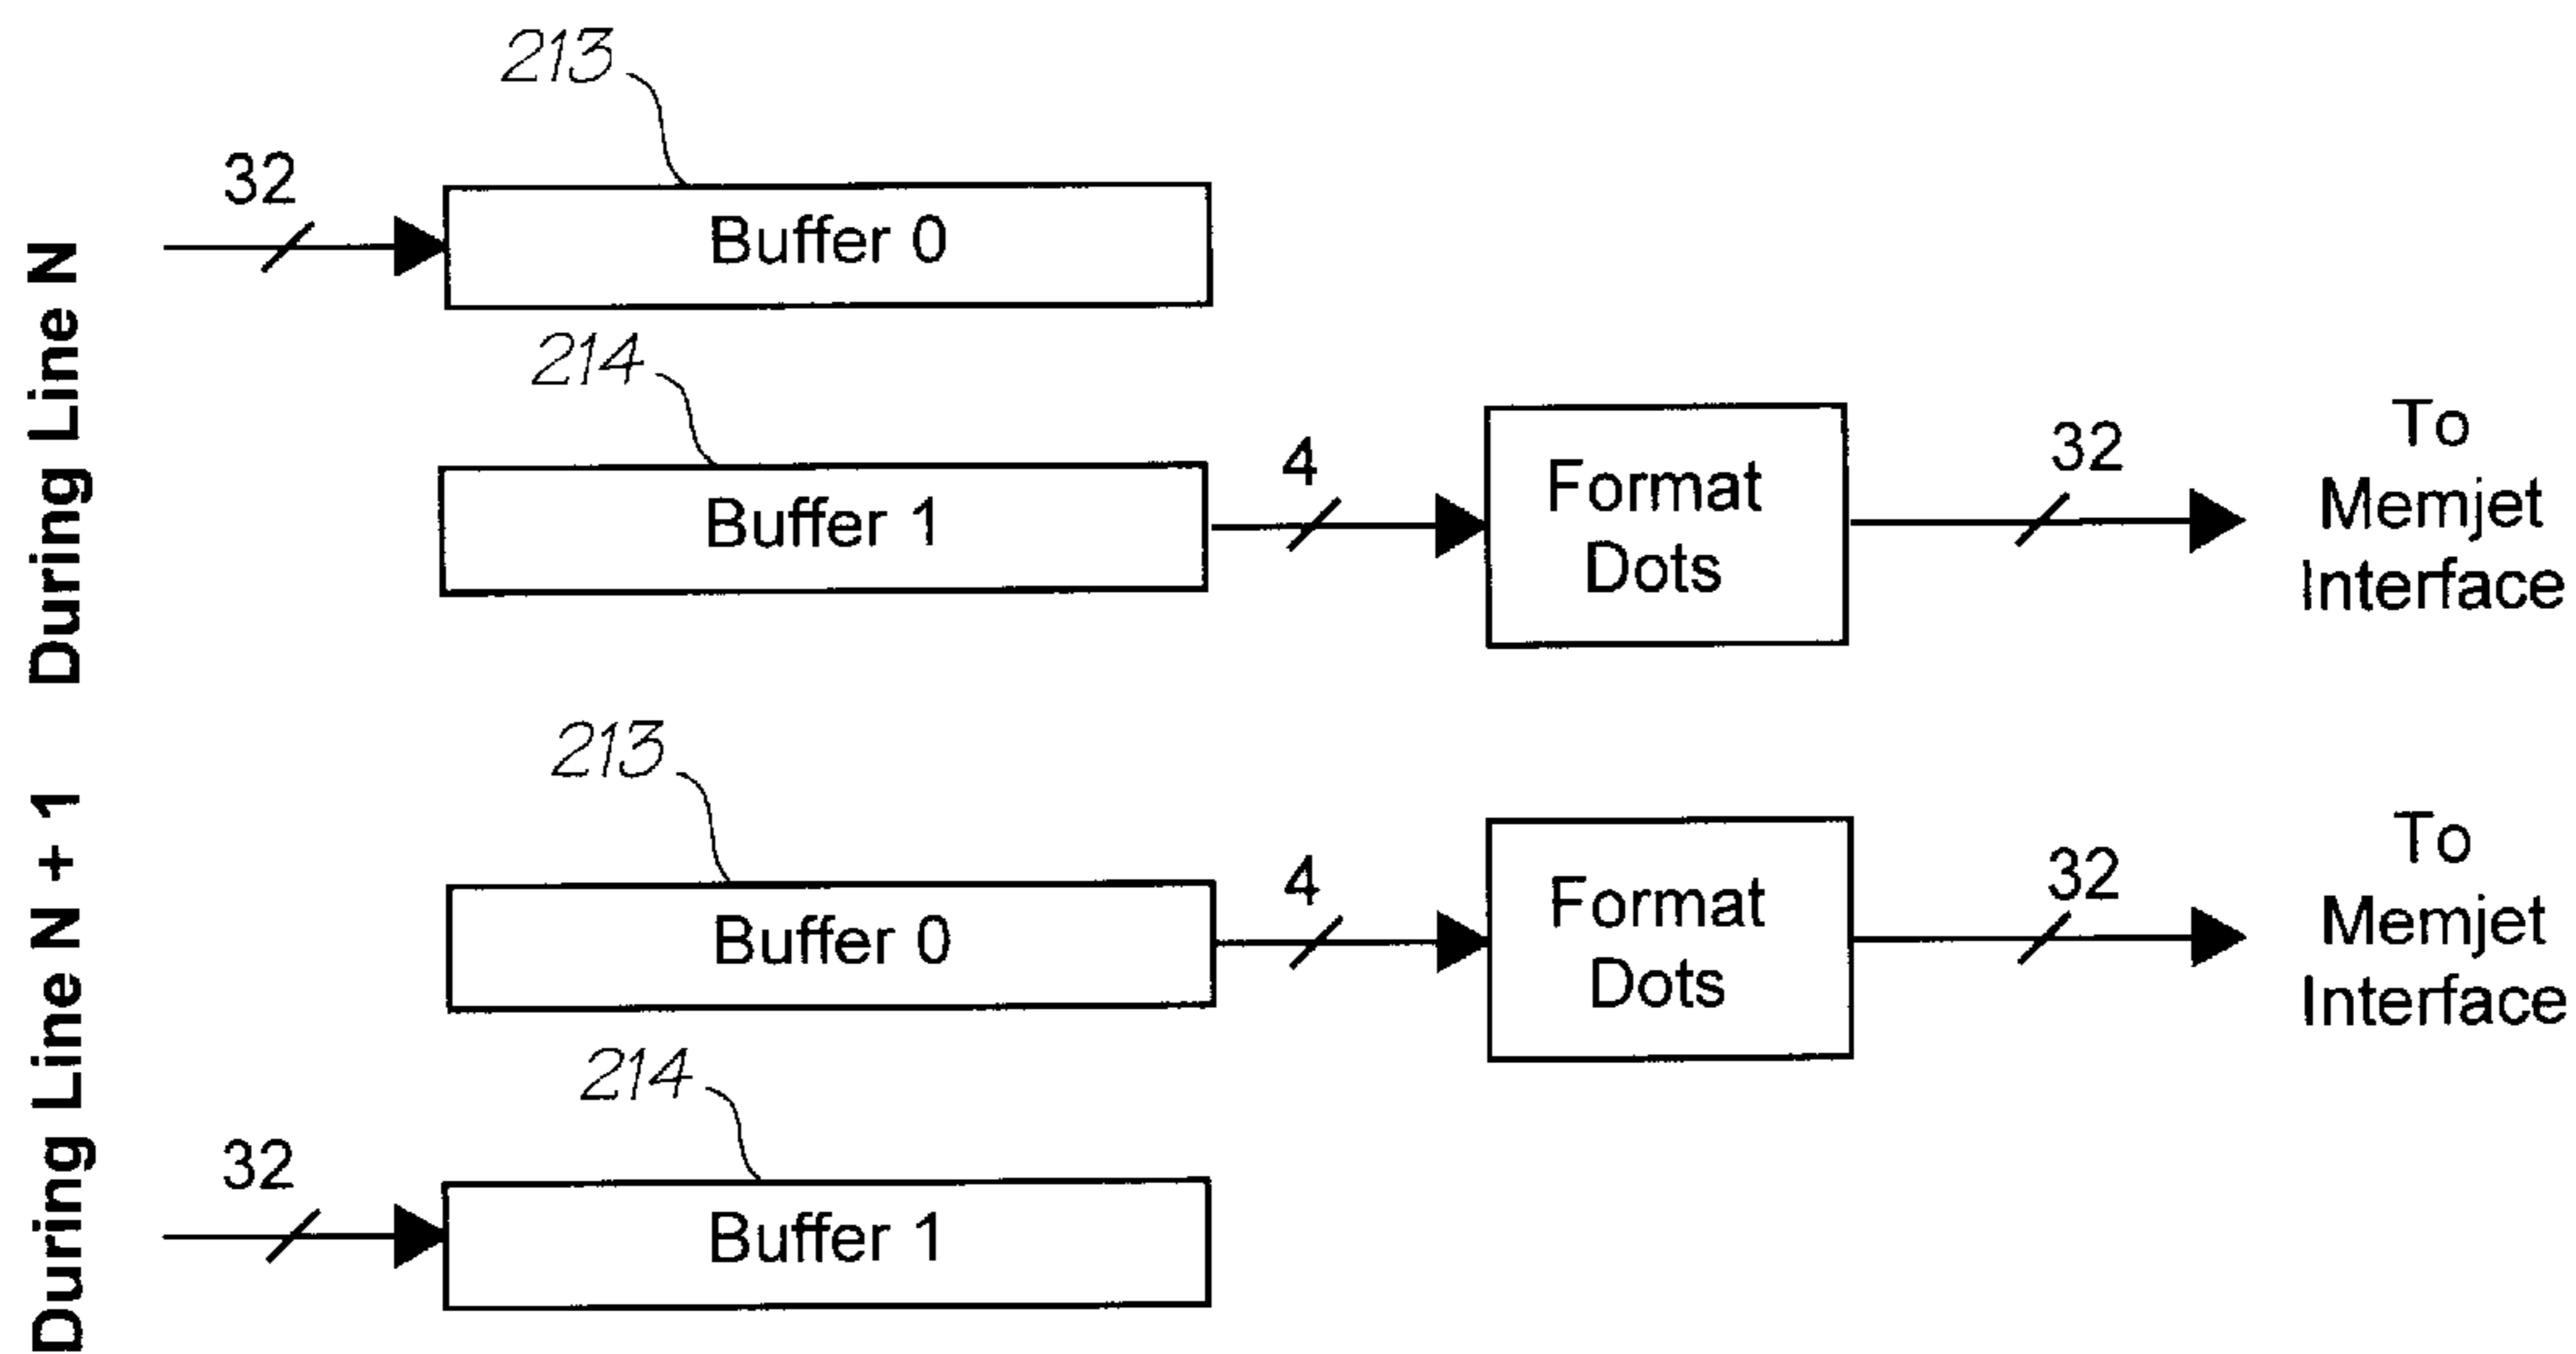 During Line N
213
32
Buffer 0
214
Buffer 1
4
Format
Dots
32
To
Memjet
Interface
During Line N + 1
213
Buffer 0
4
Format
Dots
32
To
Memjet
Interface
214
32
Buffer 1